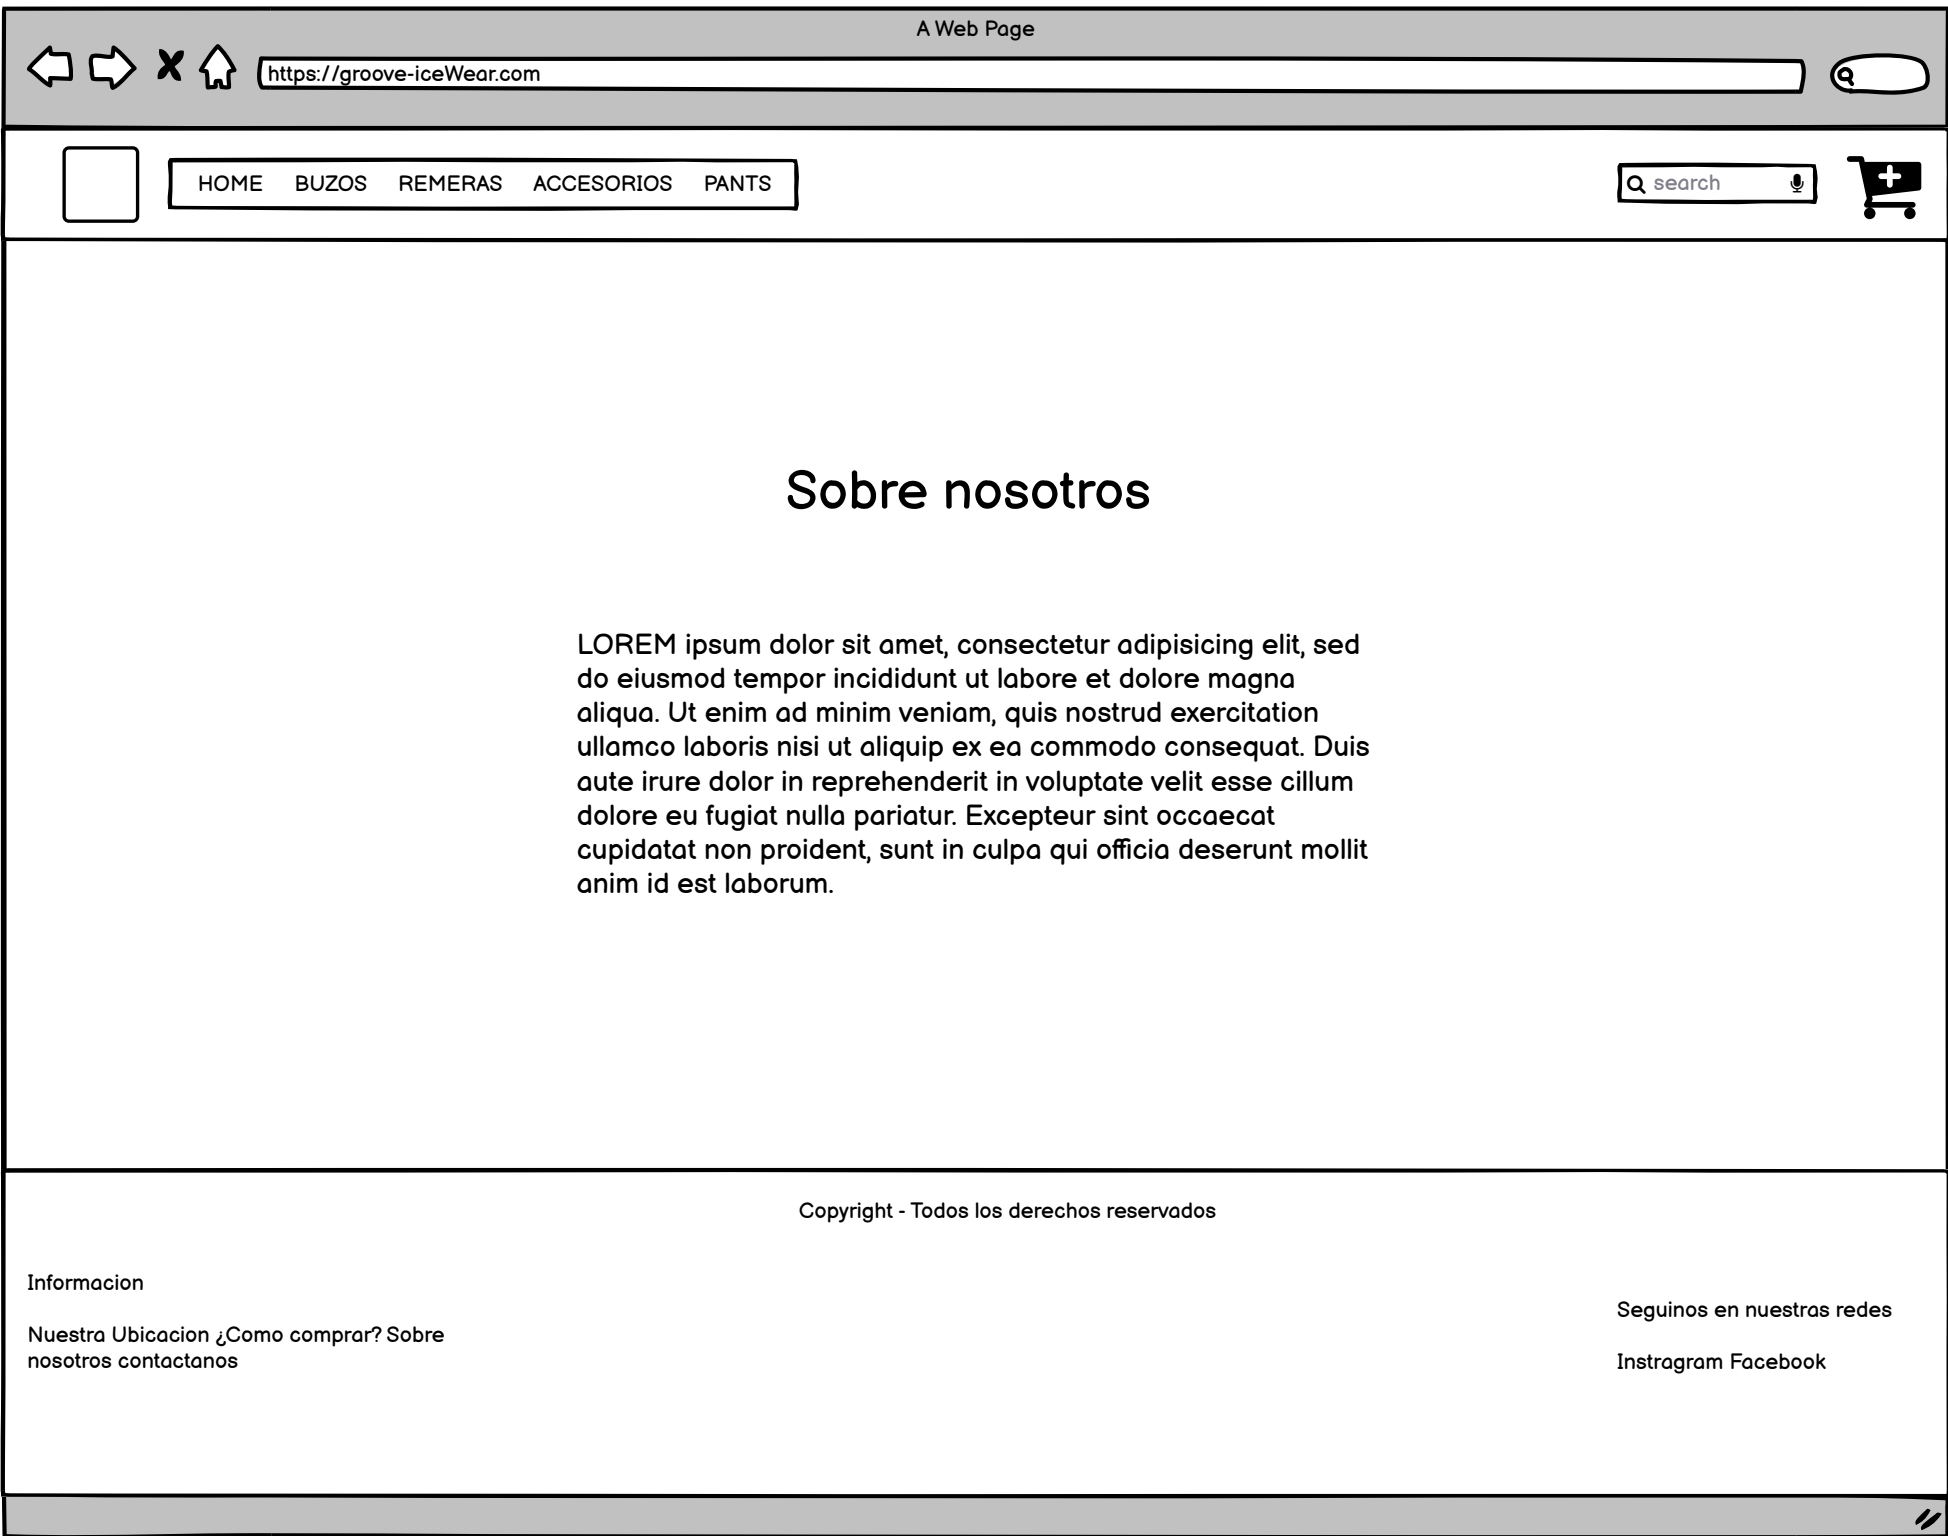 A Web Page
https://groove-iceWear.com
HOME BUZOS REMERAS ACCESORIOS PANTS
search
Sobre nosotros
LOREM ipsum dolor sit amet, consectetur adipisicing elit, sed
do eiusmod tempor incididunt ut labore et dolore magna
aliqua. Ut enim ad minim veniam, quis nostrud exercitation
ullamco laboris nisi ut aliquip ex ea commodo consequat. Duis
aute irure dolor in reprehenderit in voluptate velit esse cillum
dolore eu fugiat nulla pariatur. Excepteur sint occaecat
cupidatat non proident, sunt in culpa qui officia deserunt mollit
anim id est laborum.
Copyright - Todos los derechos reservados
Informacion
Nuestra Ubicacion ¿Como comprar? Sobre
nosotros contactanos
Seguinos en nuestras redes
Instragram Facebook